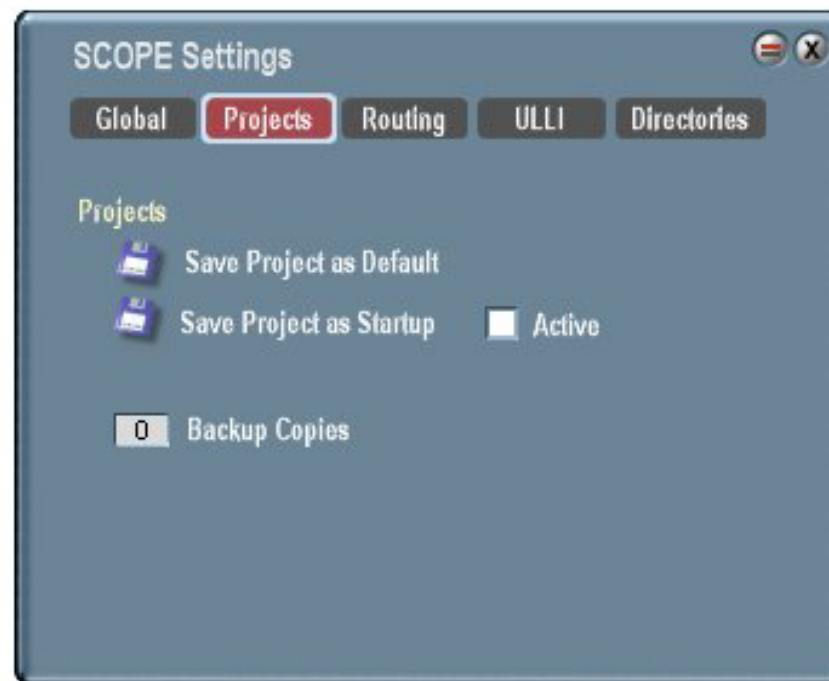 SCOPE Settings
X
Global Projects Routing ULLI Directories
Projects
Save Project as Default
Save Project as Startup Active
0 Backup Copies